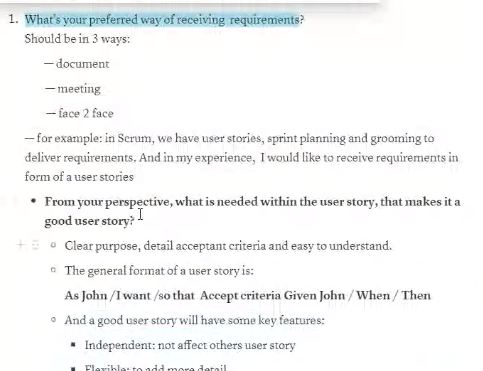 1. What's your preferred way of receiving requirements?
Should be in 3 ways:
— document
— meeting
— face 2 face
— for example: in Scrum, we have user stories, sprint planning and grooming to
deliver requirements. And in my experience, I would like to receive requirements in
form of a user stories
• From your perspective, what is needed within the user story, that makes it a
good user story?
Clear purpose, detail acceptant criteria and easy to understand.
The general format of a user story is:
As John /I want /so that Accept criteria Given John / When / Then
And a good user story will have some key features:
Independent: not affect others user story
Flexible: to add more detail